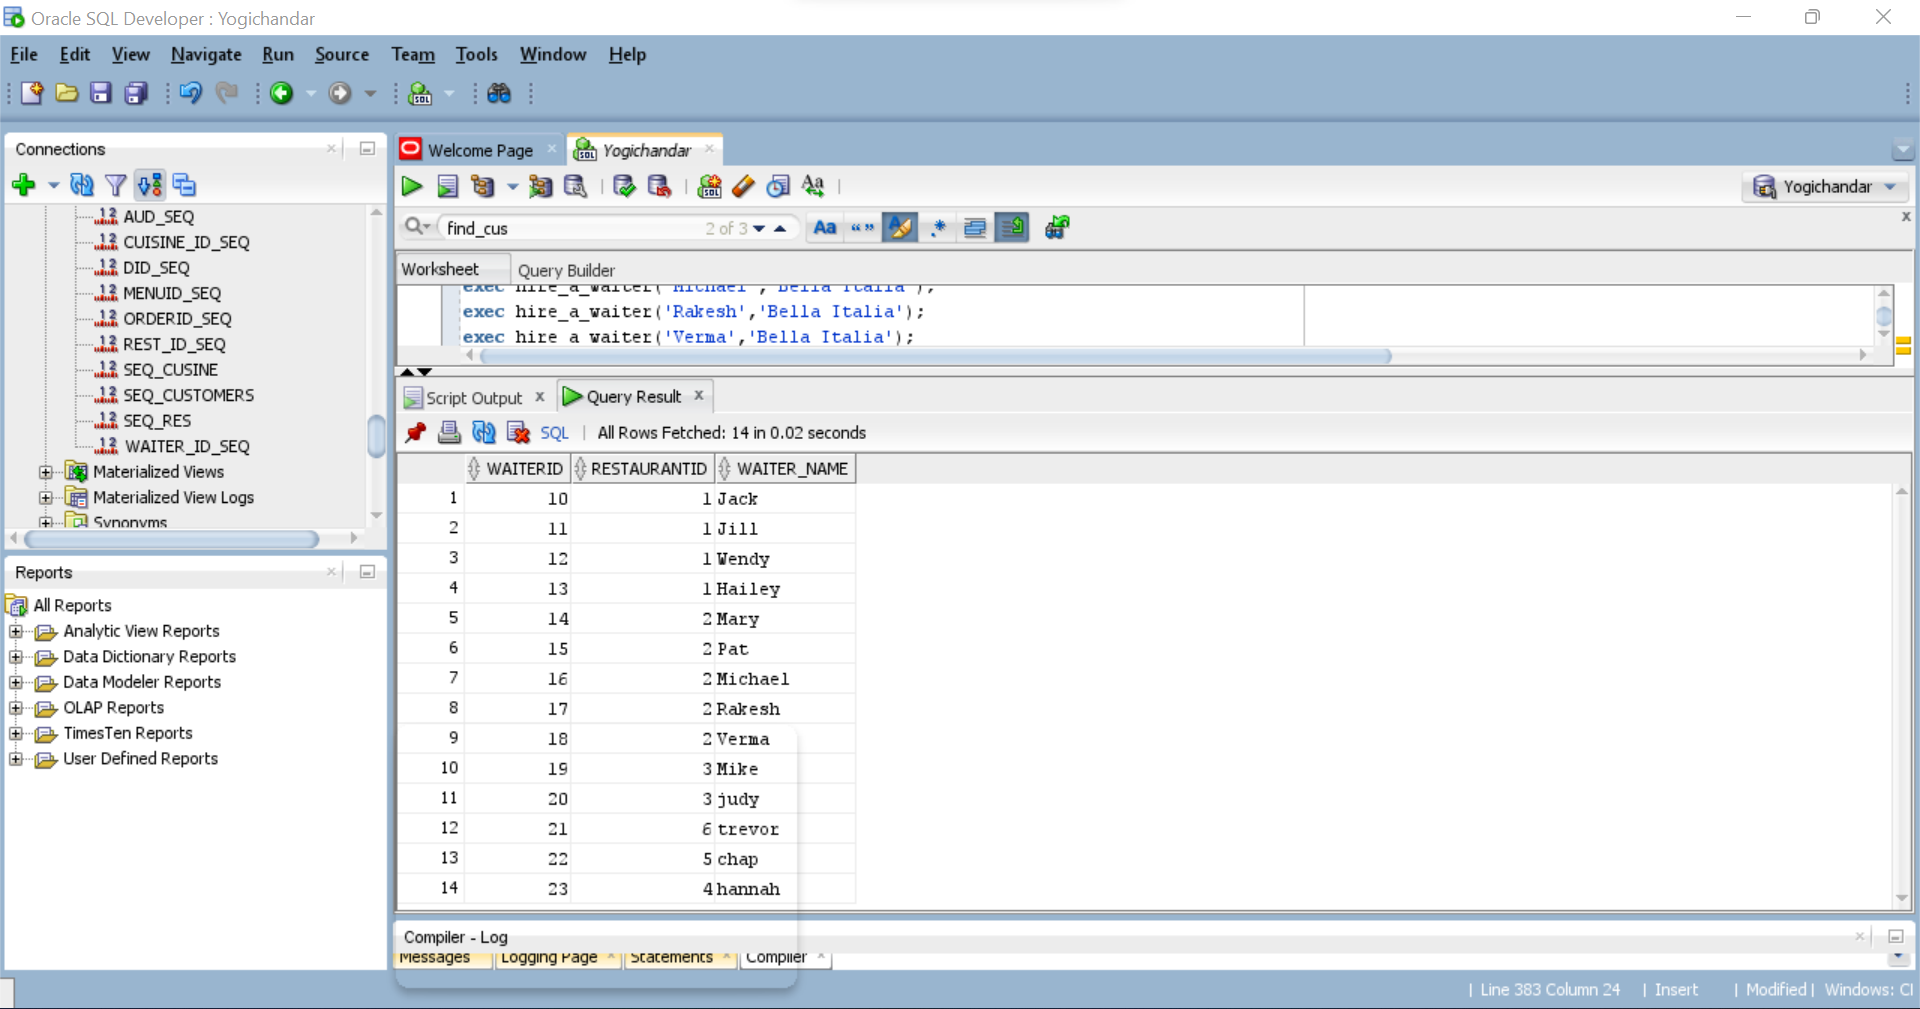 Oracle SQL Developer : Yogichandar
File Edit View Navigate Run Source Team Tools Window Help
Connections
AUD_SEQ
CUISINE_ID_SEQ
DID_SEQ
MENUID_SEQ
ORDERID_SEQ
REST_ID_SEQ
SEQ_CUSINE
SEQ_CUSTOMERS
SEQ_RES
WAITER_ID_SEQ
Materialized Views
Materialized View Logs
Synonyms
Reports
All Reports
Analytic View Reports
Data Dictionary Reports
Data Modeler Reports
OLAP Reports
TimesTen Reports
User Defined Reports
Welcome Page Yogichandar
Yogichandar
find_cus 2 of 3
Worksheet Query Builder
exec hire_a_waiter('Michael','Bella Italia');
exec hire_a_waiter('Rakesh','Bella Italia');
exec hire_a_waiter('Verma','Bella Italia');
Script Output Query Result
SQL All Rows Fetched: 14 in 0.02 seconds
WAITERID RESTAURANTID WAITER_NAME
1 10 1 Jack
2 11 1 Jill
3 12 1 Wendy
4 13 1 Hailey
5 14 2 Mary
6 15 2 Pat
7 16 2 Michael
8 17 2 Rakesh
9 18 2 Verma
10 19 3 Mike
11 20 3 judy
12 21 6 trevor
13 22 5 chap
14 23 4 hannah
Compiler - Log
Messages Logging Page Statements Compiler
Line 383 Column 24 | Insert | Modified | Windows: CI